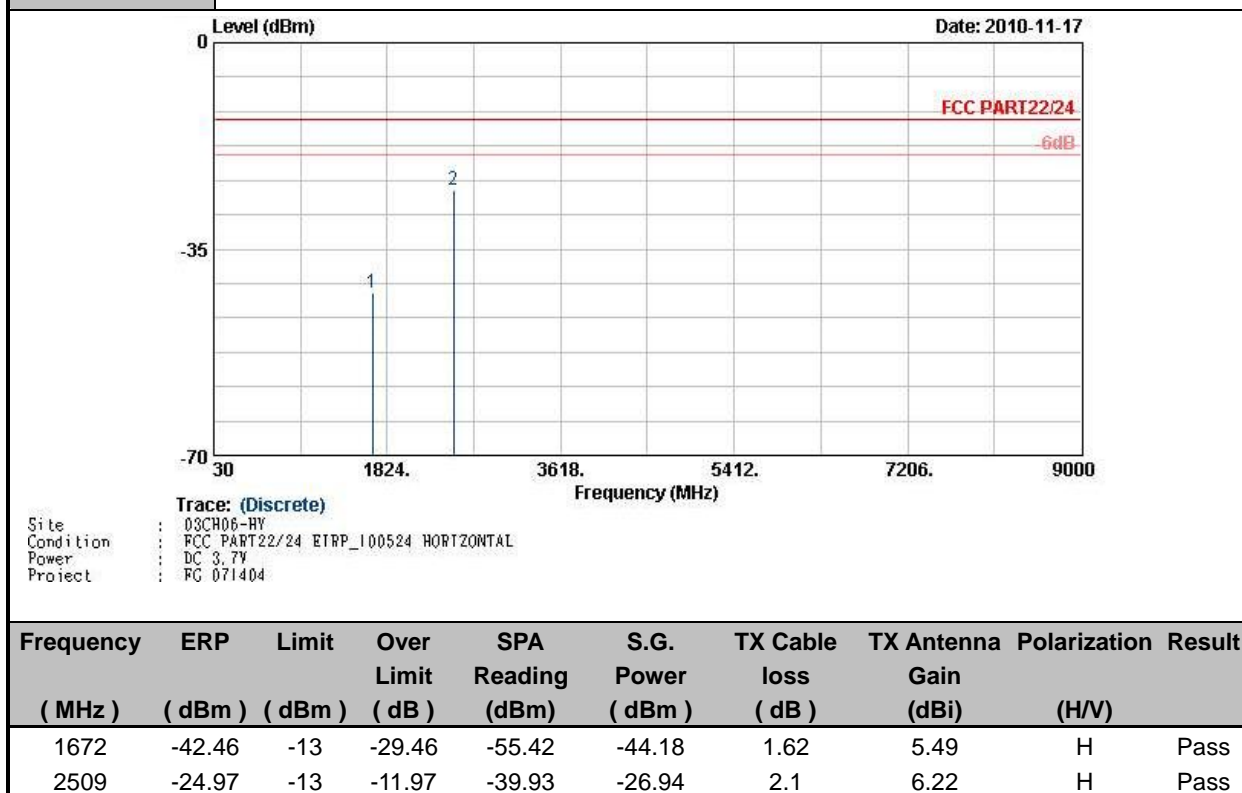 Level (dBm)
Date: 2010-11-17
0
FCC PART22/24
-6dB
2
-35
1
-70
30 1824. 3618. 5412. 7206. 9000
Frequency (MHz)
Trace: (Discrete)
Site : 03CH06-HY
Condition : FCC PART22/24 EIRP_100524 HORIZONTAL
Power : DC 3.7V
Project : FG 071404
Frequency ERP Limit Over Limit SPA Reading S.G. Power TX Cable loss TX Antenna Gain Polarization Result
( MHz ) ( dBm ) ( dBm ) ( dB ) (dBm) ( dBm ) ( dB ) (dBi) (H/V)
1672 -42.46 -13 -29.46 -55.42 -44.18 1.62 5.49 H Pass
2509 -24.97 -13 -11.97 -39.93 -26.94 2.1 6.22 H Pass